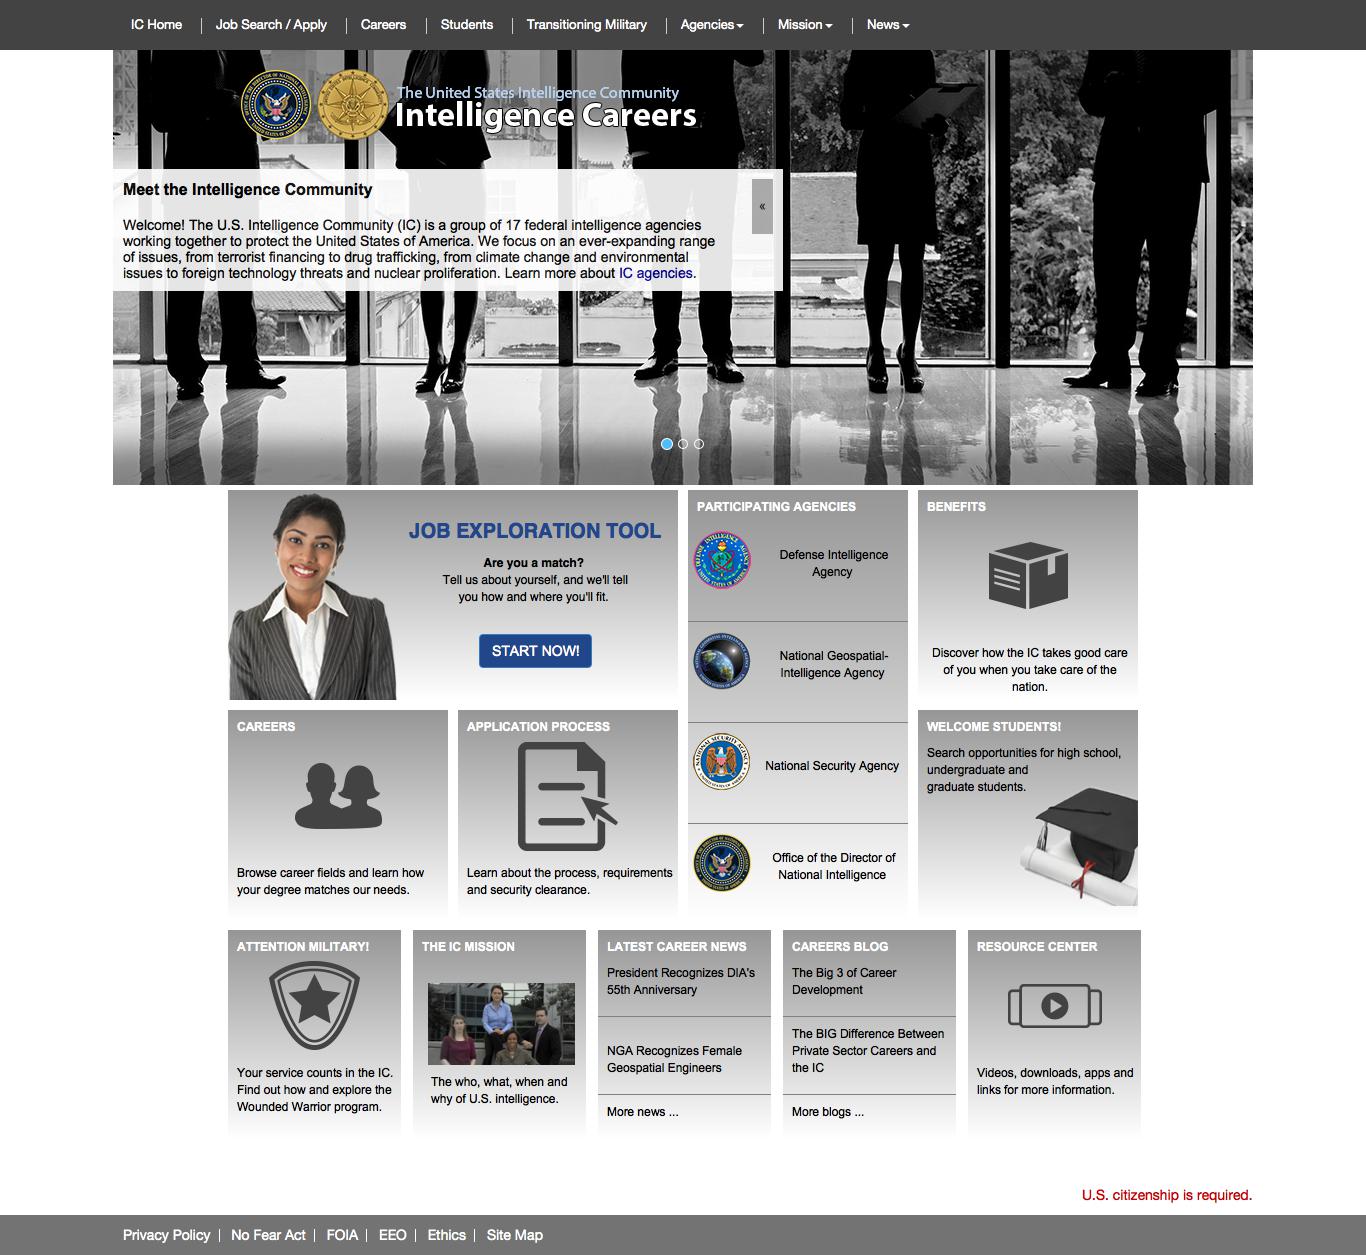 IC Home
Job Search / Apply
Careers
Students
Transitioning Military
Agencies
Mission
News
The United States Intelligence Community
Intelligence Careers
Meet the Intelligence Community
«
Welcome! The U.S. Intelligence Community (IC) is a group of 17 federal intelligence agencies
working together to protect the United States of America. We focus on an ever-expanding range
of issues, from terrorist financing to drug trafficking, from climate change and environmental
issues to foreign technology threats and nuclear proliferation. Learn more about IC agencies.
JOB EXPLORATION TOOL
Are you a match?
Tell us about yourself, and we'll tell
you how and where you'll fit.
START NOW!
PARTICIPATING AGENCIES
Defense Intelligence
Agency
National Geospatial-
Intelligence Agency
National Security Agency
Office of the Director of
National Intelligence
BENEFITS
Discover how the IC takes good care
of you when you take care of the
nation.
CAREERS
Browse career fields and learn how
your degree matches our needs.
APPLICATION PROCESS
Learn about the process, requirements
and security clearance.
WELCOME STUDENTS!
Search opportunities for high school,
undergraduate and
graduate students.
ATTENTION MILITARY!
Your service counts in the IC.
Find out how and explore the
Wounded Warrior program.
THE IC MISSION
The who, what, when and
why of U.S. intelligence.
LATEST CAREER NEWS
President Recognizes DIA's
55th Anniversary
NGA Recognizes Female
Geospatial Engineers
More news ...
CAREERS BLOG
The Big 3 of Career
Development
The BIG Difference Between
Private Sector Careers and
the IC
More blogs ...
RESOURCE CENTER
Videos, downloads, apps and
links for more information.
U.S. citizenship is required.
Privacy Policy | No Fear Act | FOIA | EEO | Ethics | Site Map